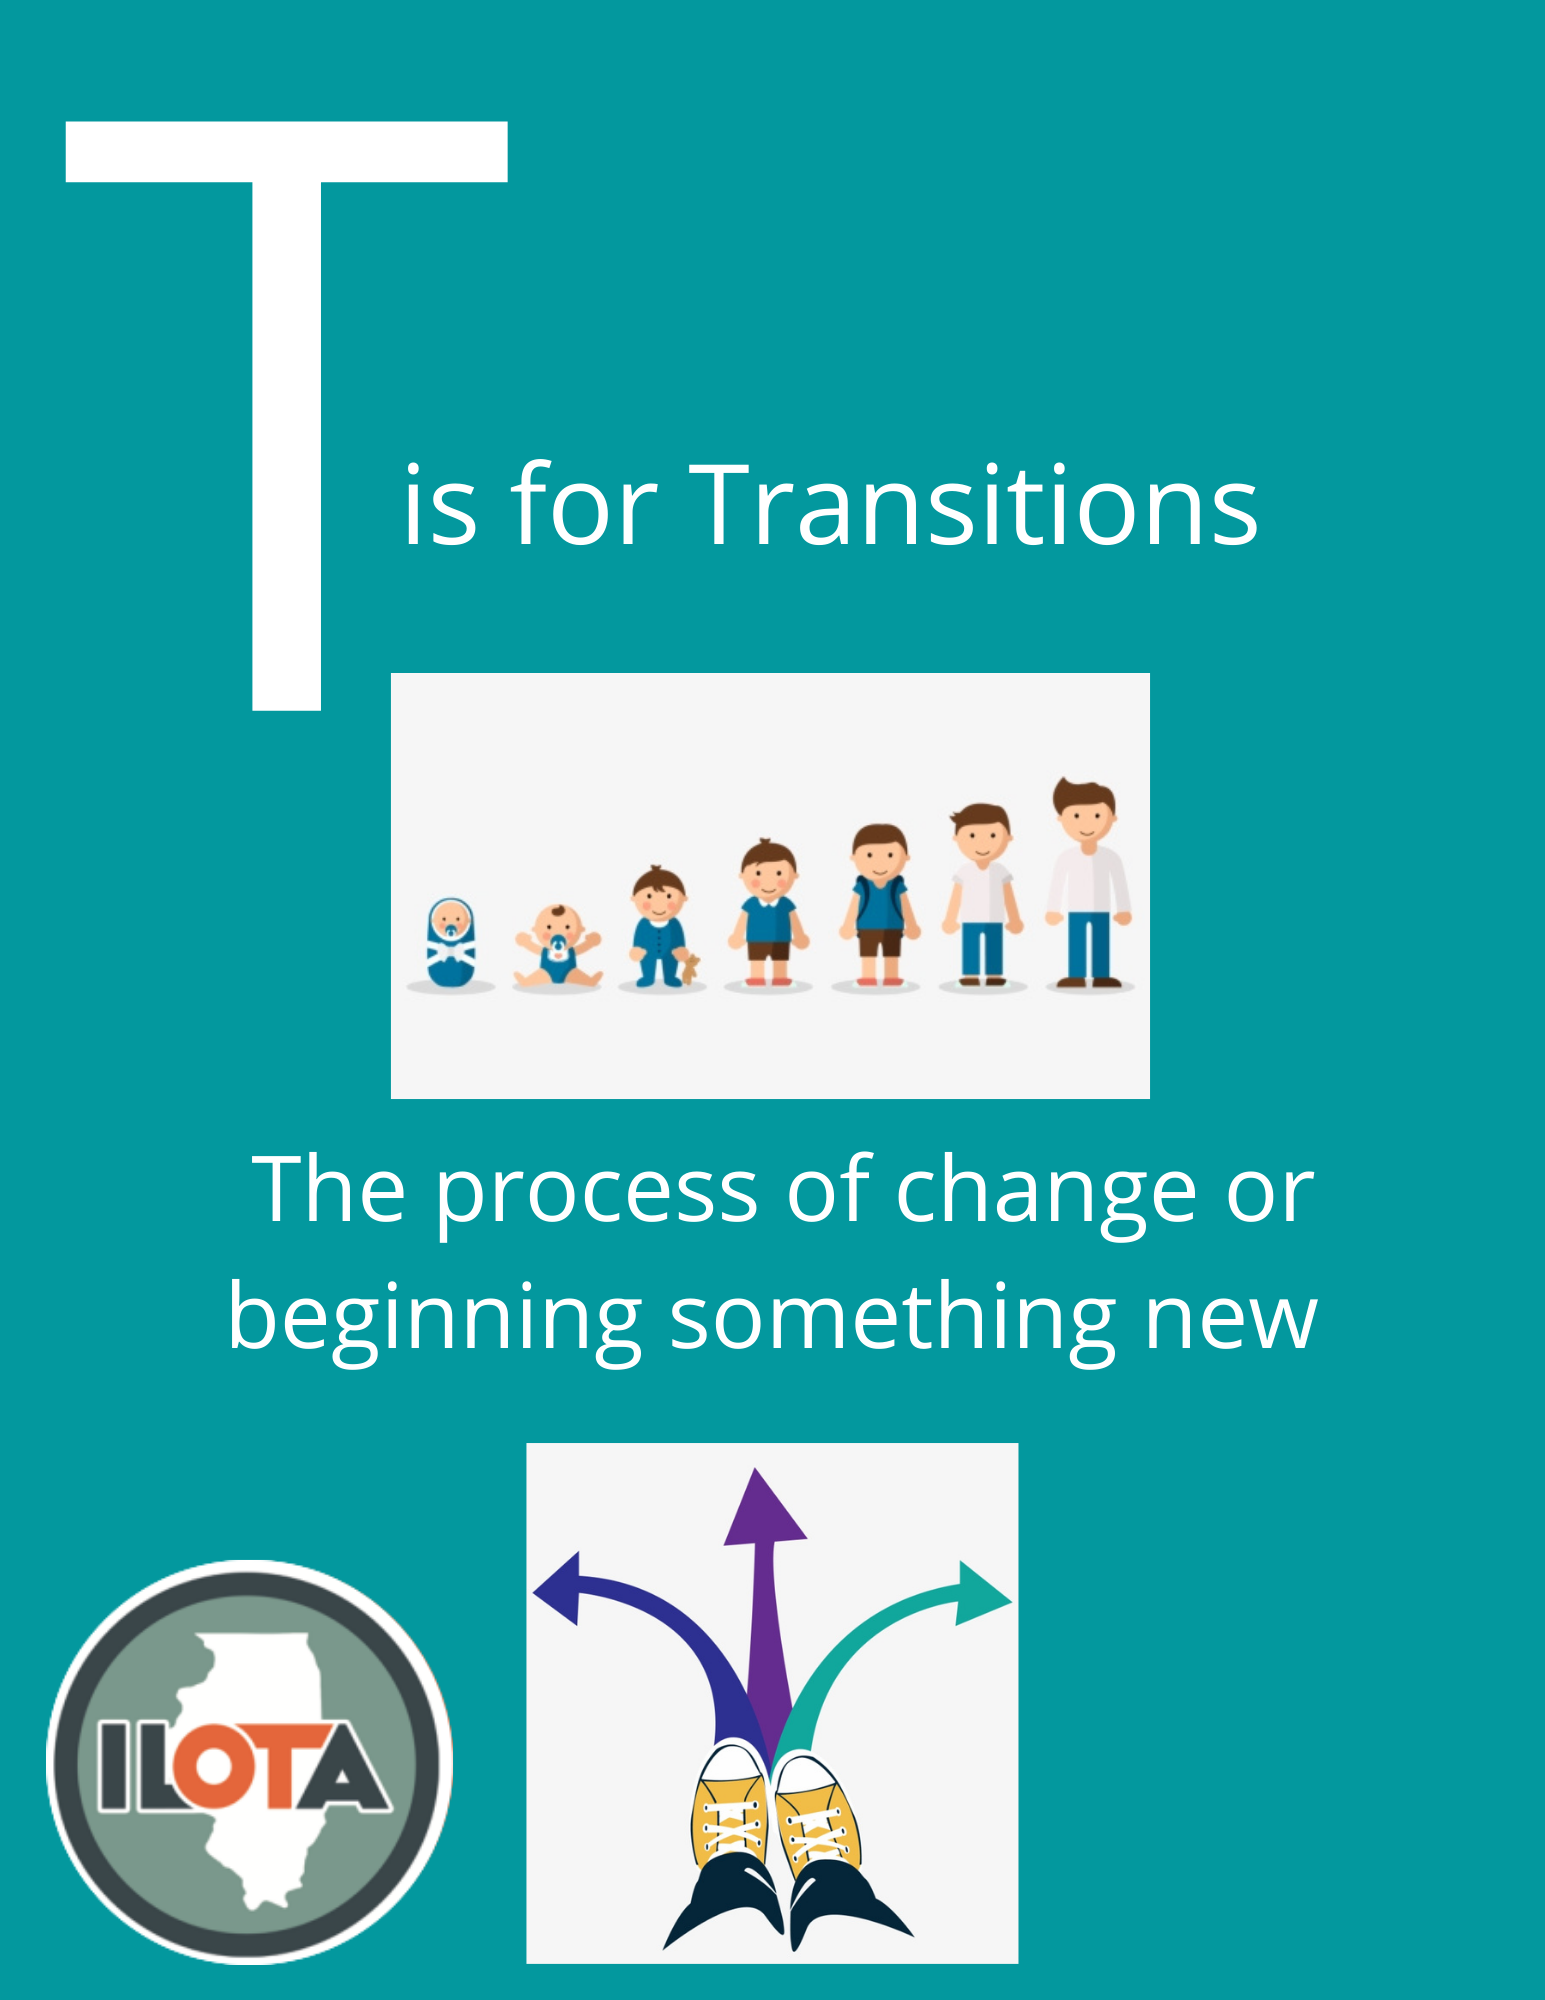 T
is for Transitions
The process of change or
beginning something new
ILOTA